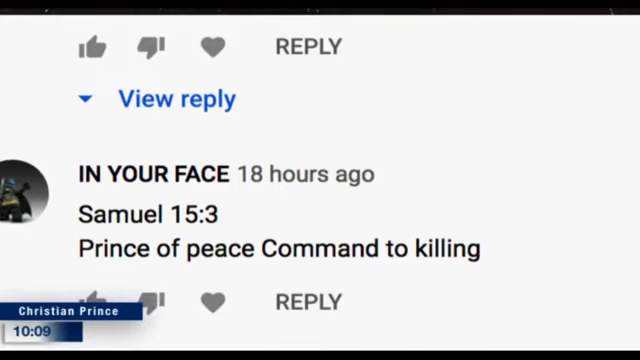 REPLY
View reply
IN YOUR FACE 18 hours ago
Samuel 15:3
Prince of peace Command to killing
REPLY
Christian Prince
10:09